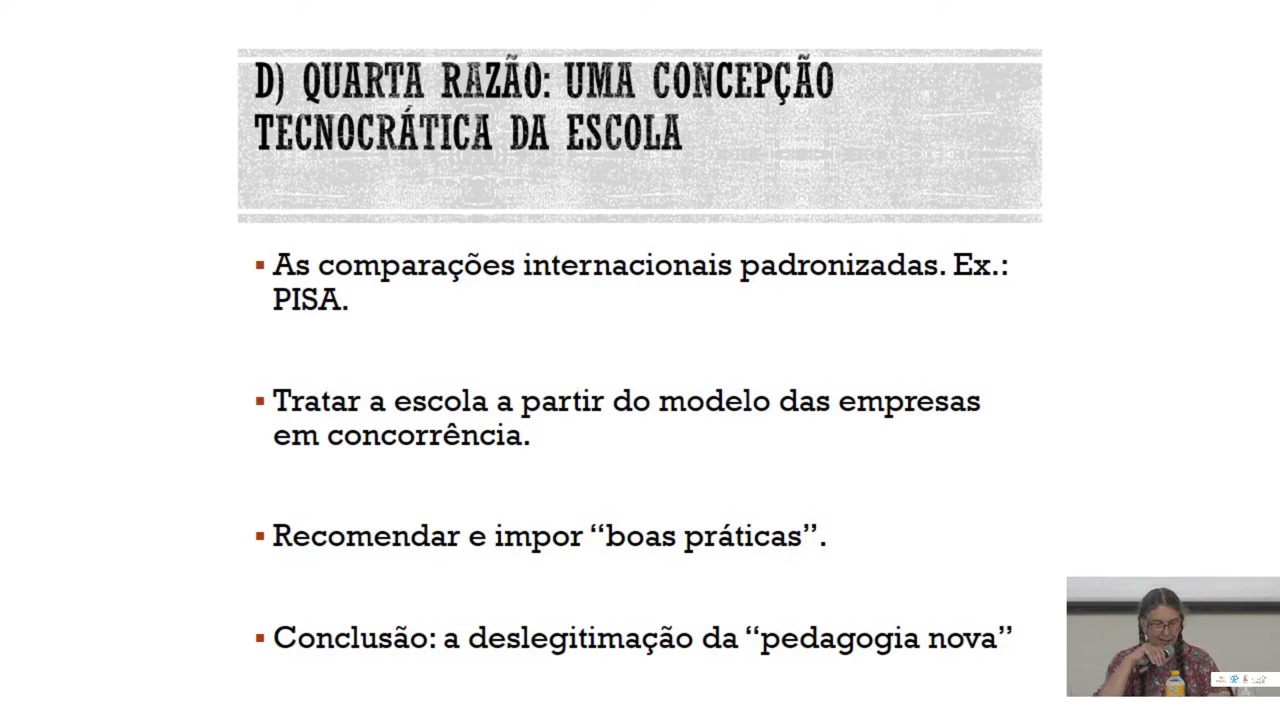 D) QUARTA RAZÃO: UMA CONCEPÇÃO
TECNOCRÁTICA DA ESCOLA
▪ As comparações internacionais padronizadas. Ex.:
PISA.
▪ Tratar a escola a partir do modelo das empresas
em concorrência.
▪ Recomendar e impor “boas práticas”.
▪ Conclusão: a deslegitimação da “pedagogia nova”